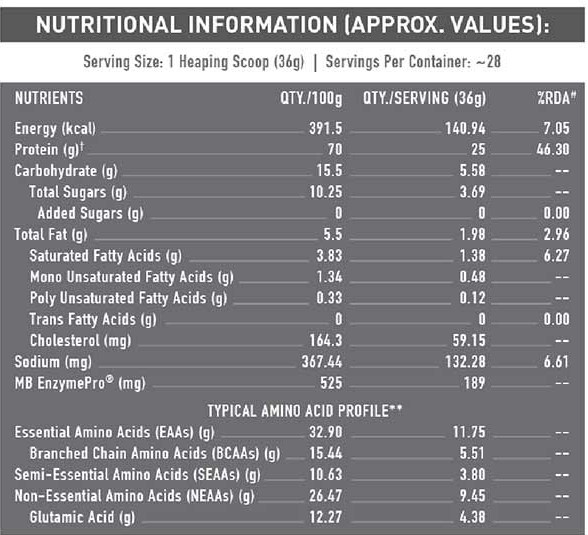 NUTRITIONAL INFORMATION (APPROX. VALUES):
Serving Size: 1 Heaping Scoop (36g) | Servings Per Container: ~28
NUTRIENTS QTY./100g QTY./SERVING (36g) %RDA#
Energy (kcal) 391.5 140.94 7.05
Protein (g)† 70 25 46.30
Carbohydrate (g) 15.5 5.58 --
Total Sugars (g) 10.25 3.69 --
Added Sugars (g) 0 0 0.00
Total Fat (g) 5.5 1.98 2.96
Saturated Fatty Acids (g) 3.83 1.38 6.27
Mono Unsaturated Fatty Acids (g) 1.34 0.48 --
Poly Unsaturated Fatty Acids (g) 0.33 0.12 --
Trans Fatty Acids (g) 0 0 0.00
Cholesterol (mg) 164.3 59.15 --
Sodium (mg) 367.44 132.28 6.61
MB EnzymePro® (mg) 525 189 --
TYPICAL AMINO ACID PROFILE**
Essential Amino Acids (EAAs) (g) 32.90 11.75 --
Branched Chain Amino Acids (BCAAs) (g) 15.44 5.51 --
Semi-Essential Amino Acids (SEAAs) (g) 10.63 3.80 --
Non-Essential Amino Acids (NEAAs) (g) 26.47 9.45 --
Glutamic Acid (g) 12.27 4.38 --